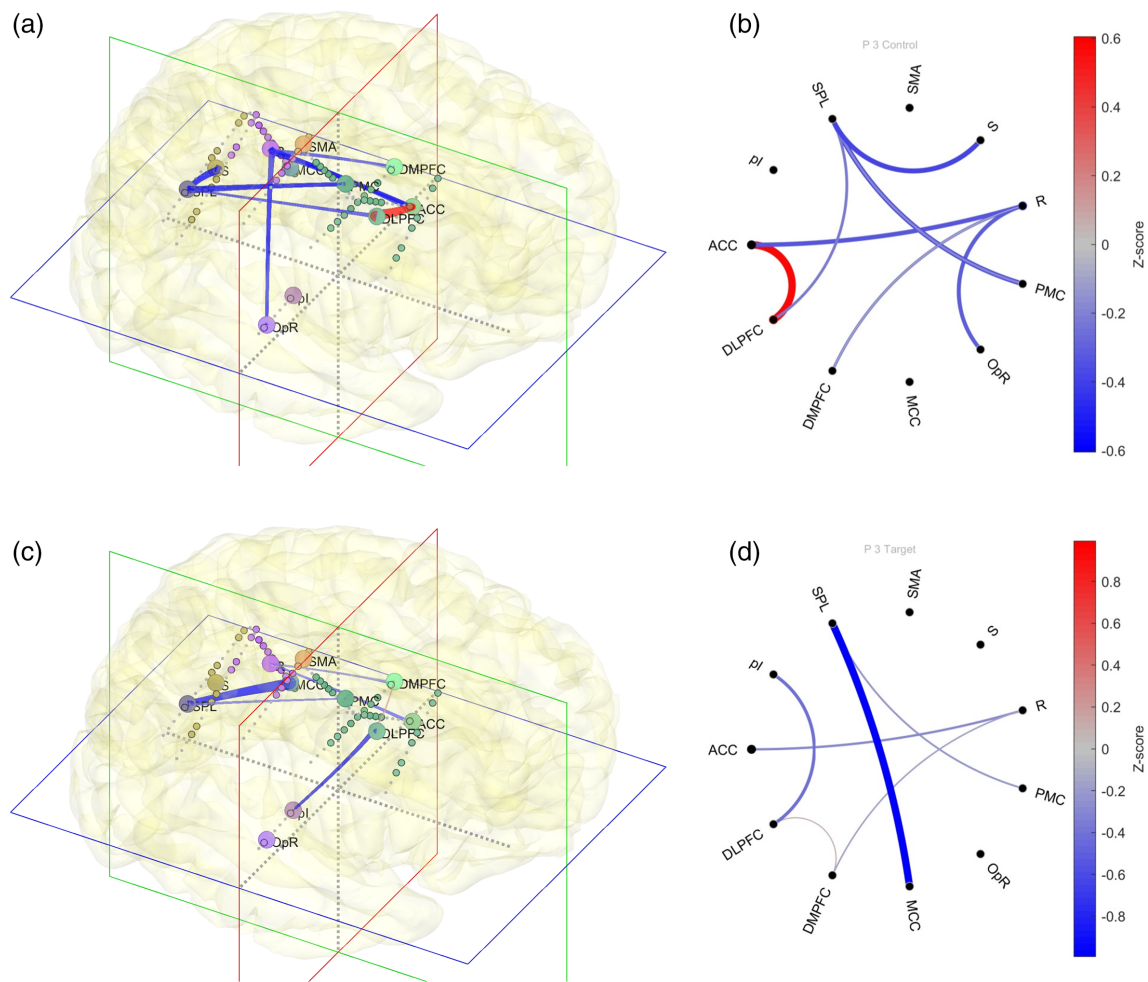 (a)
SMA
R
S
MCC
DMPFC
SPL
PMC
ACC
DLPFC
pI
OpR
(b)
P 3 Control
SMA
SPL
S
pI
R
ACC
PMC
DLPFC
OpR
DMPFC
MCC
0.6
0.4
0.2
0
-0.2
-0.4
-0.6
Z-score
(c)
SMA
R
S
MCC
DMPFC
SPL
PMC
ACC
DLPFC
pI
OpR
(d)
P 3 Target
SMA
SPL
S
pI
R
ACC
PMC
DLPFC
OpR
DMPFC
MCC
0.8
0.6
0.4
0.2
0
-0.2
-0.4
-0.6
-0.8
Z-score